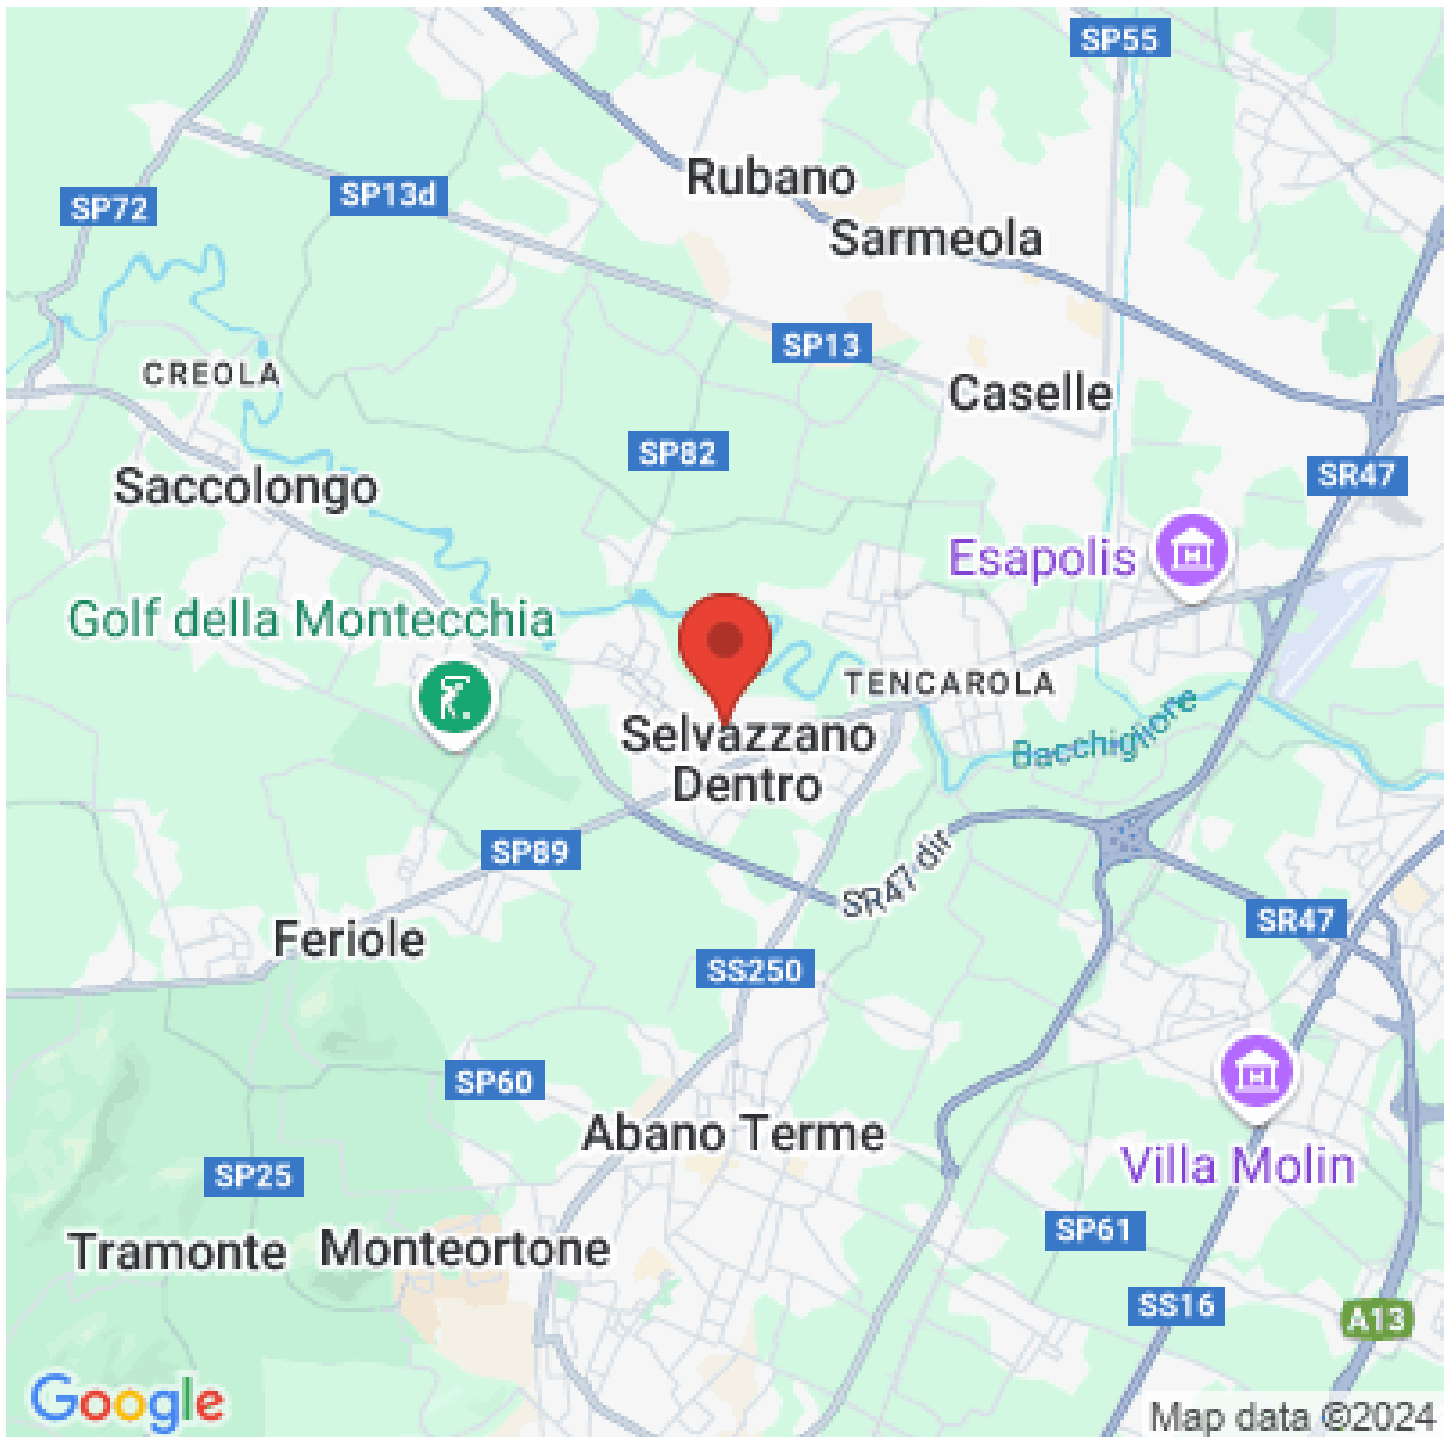 SP55
Rubano
SP13d
SP72
Sarmeola
SP13
CREOLA
Caselle
SP82
SR47
Saccolongo
Esapolis
Golf della Montecchia
TENCAROLA
Bacchiglione
Selvazzano
Dentro
SP89
SR47 dir
SR47
Feriole
SS250
SP60
Abano Terme
Villa Molin
SP25
SP61
Tramonte
Monteortone
SS16
A13
Google
Map data ©2024